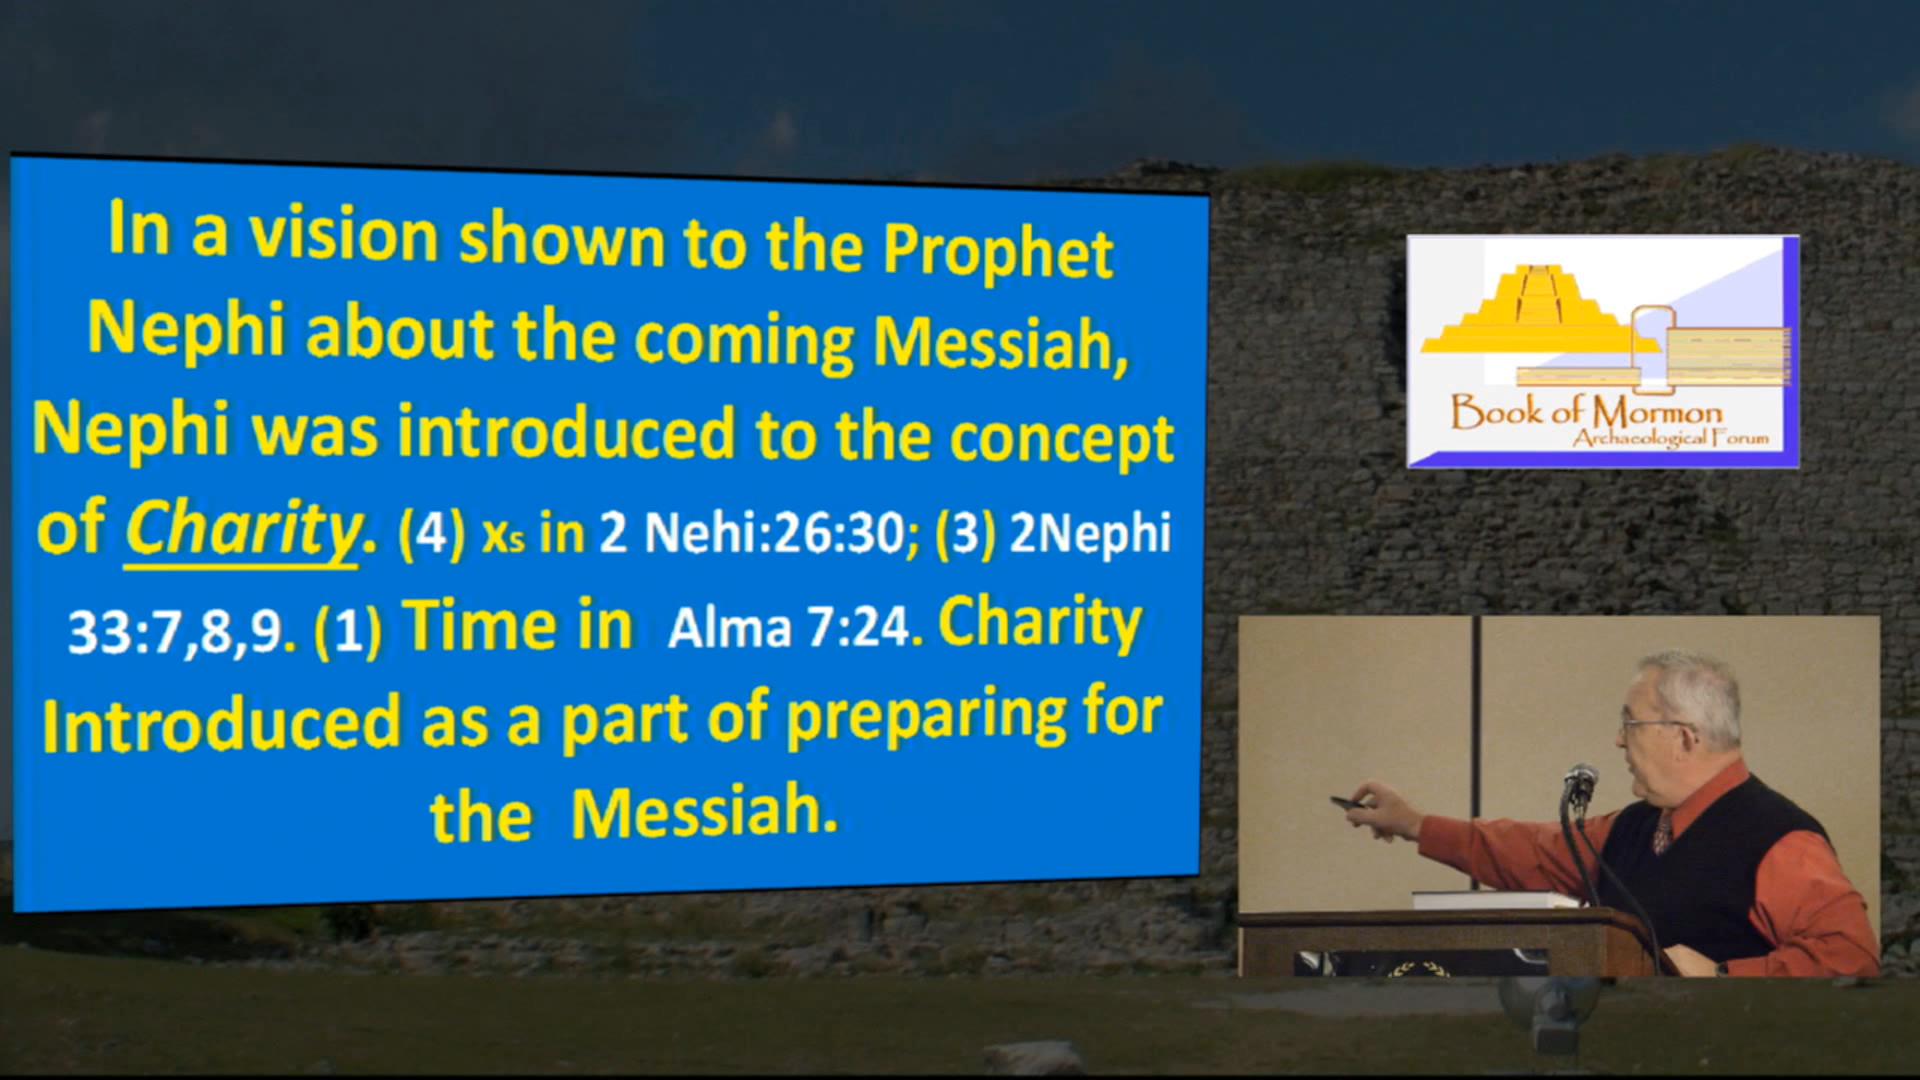 In a vision shown to the Prophet
Nephi about the coming Messiah,
Nephi was introduced to the concept
of Charity. (4) xs in 2 Nehi:26:30; (3) 2Nephi
33:7,8,9. (1) Time in Alma 7:24. Charity
Introduced as a part of preparing for
the Messiah.
Book of Mormon
Archaeological Forum